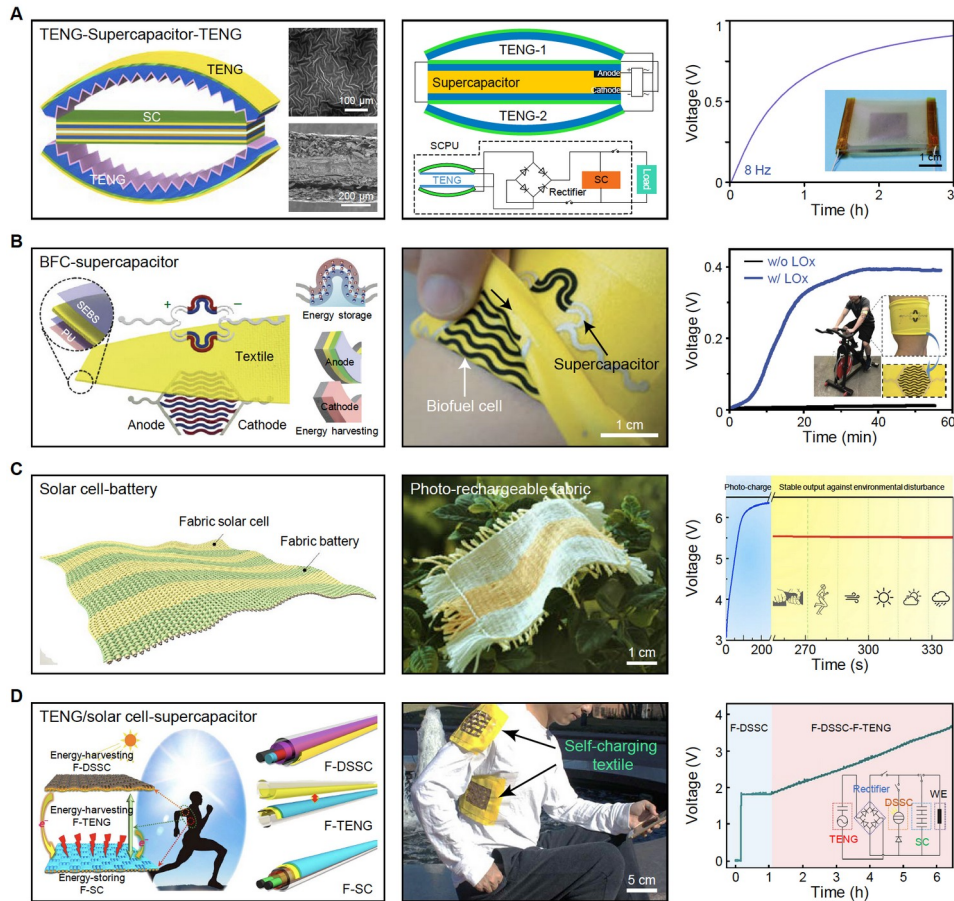 A
TENG-Supercapacitor-TENG
TENG
SC
TENG
100 μm
200 μm
TENG-1
Supercapacitor
Anode
Cathode
TENG-2
SCPU
TENG
Rectifier
SC
Load
Voltage (V)
1
0.5
0
8 Hz
1 cm
0 1 2 3
Time (h)
B
BFC-supercapacitor
SEBS
PU
+ −
Textile
Anode
Cathode
Energy storage
Anode
Cathode
Energy harvesting
Supercapacitor
Biofuel cell
1 cm
Voltage (V)
0.4
0.2
0
w/o LOx
w/ LOx
0 20 40 60
Time (min)
C
Solar cell-battery
Fabric solar cell
Fabric battery
Photo-rechargeable fabric
1 cm
Photo-charge
Stable output against environmental disturbance
Voltage (V)
6
5
4
3
0 200 270 300 330
Time (s)
D
TENG/solar cell-supercapacitor
Energy-harvesting
F-DSSC
Energy-harvesting
F-TENG
e⁻
e⁻
Energy-storing
F-SC
F-DSSC
F-TENG
F-SC
Self-charging
textile
5 cm
F-DSSC
F-DSSC-F-TENG
Voltage (V)
4
3
2
1
0
Rectifier
DSSC
WE
TENG
SC
0 1 2 3 4 5 6
Time (h)